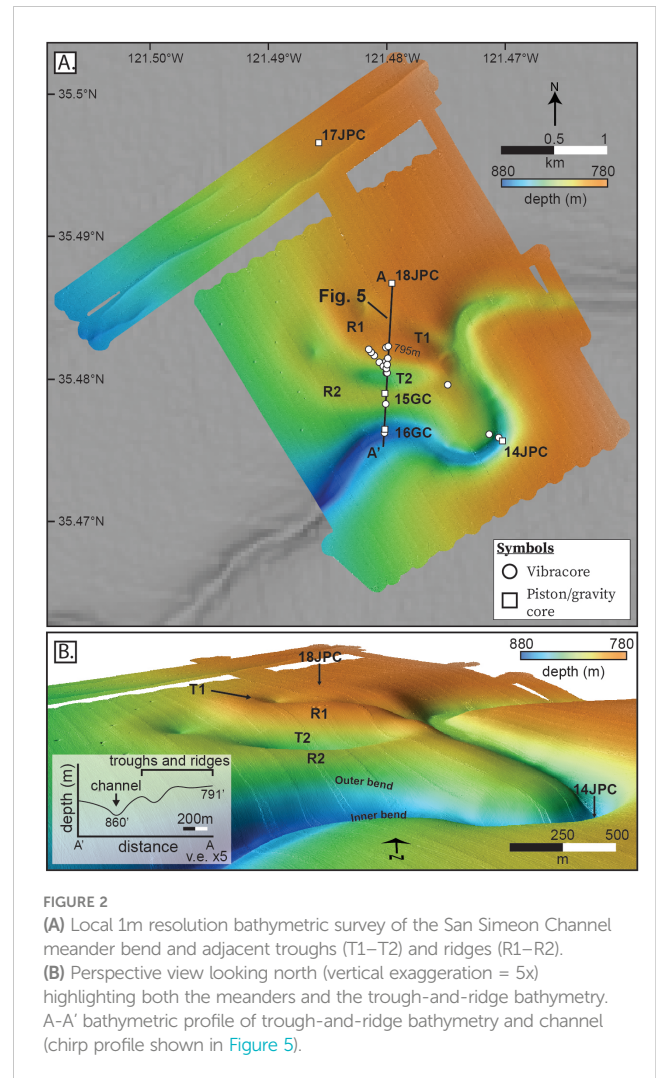 A.
121.50°W 121.49°W 121.48°W 121.47°W
35.5°N
N
17JPC
0.5 1
km
880 780
depth (m)
35.49°N
A 18JPC
Fig. 5
R1 T1
795m
35.48°N
T2
R2
15GC
16GC
A'
14JPC
35.47°N
Symbols
Vibracore
Piston/gravity
core
B.
880 780
depth (m)
18JPC
T1
R1
T2
R2
troughs and ridges
Outer bend
14JPC
channel
791'
Inner bend
860'
200m
depth (m)
A' distance A
v.e. x5
N
250 500
m
FIGURE 2
(A) Local 1m resolution bathymetric survey of the San Simeon Channel
meander bend and adjacent troughs (T1–T2) and ridges (R1–R2).
(B) Perspective view looking north (vertical exaggeration = 5x)
highlighting both the meanders and the trough-and-ridge bathymetry.
A-A’ bathymetric profile of trough-and-ridge bathymetry and channel
(chirp profile shown in Figure 5).